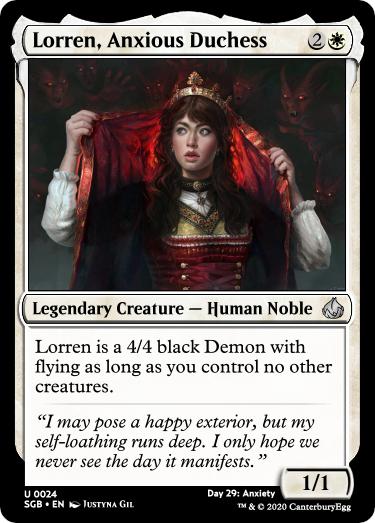 Lorren, Anxious Duchess 2
Legendary Creature — Human Noble
Lorren is a 4/4 black Demon with
flying as long as you control no other
creatures.
“I may pose a happy exterior, but my
self-loathing runs deep. I only hope we
never see the day it manifests.”
1/1
U 0024
SGB • EN Justyna Gil
Day 29: Anxiety
™ & © 2020 CanterburyEgg